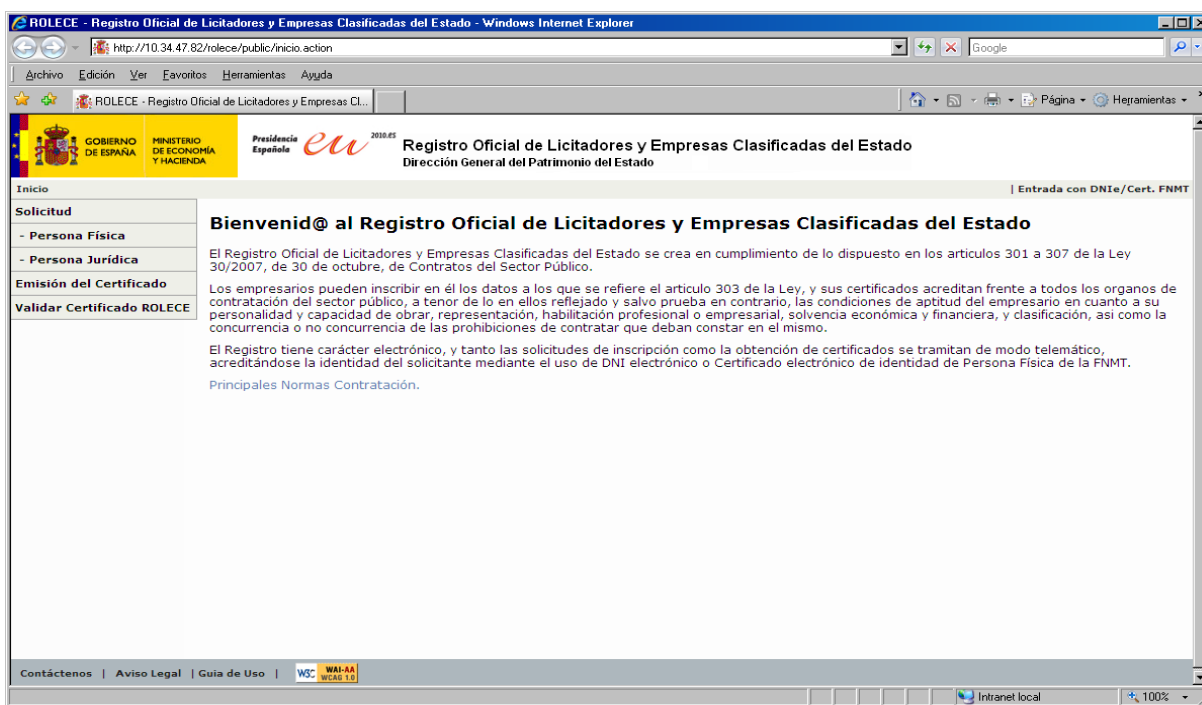 ROLECE - Registro Oficial de Licitadores y Empresas Clasificadas del Estado - Windows Internet Explorer
http://10.34.47.82/rolece/public/inicio.action
Google
Archivo Edición Ver Favoritos Herramientas Ayuda
ROLECE - Registro Oficial de Licitadores y Empresas Cl...
Página Herramientas
GOBIERNO DE ESPAÑA
MINISTERIO DE ECONOMÍA Y HACIENDA
Presidencia Española eu 2010.es
Registro Oficial de Licitadores y Empresas Clasificadas del Estado
Dirección General del Patrimonio del Estado
Inicio
| Entrada con DNIe/Cert. FNMT
Solicitud
- Persona Física
- Persona Jurídica
Emisión del Certificado
Validar Certificado ROLECE
Bienvenid@ al Registro Oficial de Licitadores y Empresas Clasificadas del Estado
El Registro Oficial de Licitadores y Empresas Clasificadas del Estado se crea en cumplimiento de lo dispuesto en los articulos 301 a 307 de la Ley
30/2007, de 30 de octubre, de Contratos del Sector Público.
Los empresarios pueden inscribir en él los datos a los que se refiere el articulo 303 de la Ley, y sus certificados acreditan frente a todos los organos de
contratación del sector público, a tenor de lo en ellos reflejado y salvo prueba en contrario, las condiciones de aptitud del empresario en cuanto a su
personalidad y capacidad de obrar, representación, habilitación profesional o empresarial, solvencia económica y financiera, y clasificación, asi como la
concurrencia o no concurrencia de las prohibiciones de contratar que deban constar en el mismo.
El Registro tiene carácter electrónico, y tanto las solicitudes de inscripción como la obtención de certificados se tramitan de modo telemático,
acreditándose la identidad del solicitante mediante el uso de DNI electrónico o Certificado electrónico de identidad de Persona Física de la FNMT.
Principales Normas Contratación.
Contáctenos | Aviso Legal | Guia de Uso |
W3C WAI-AA WCAG 1.0
Intranet local
100%